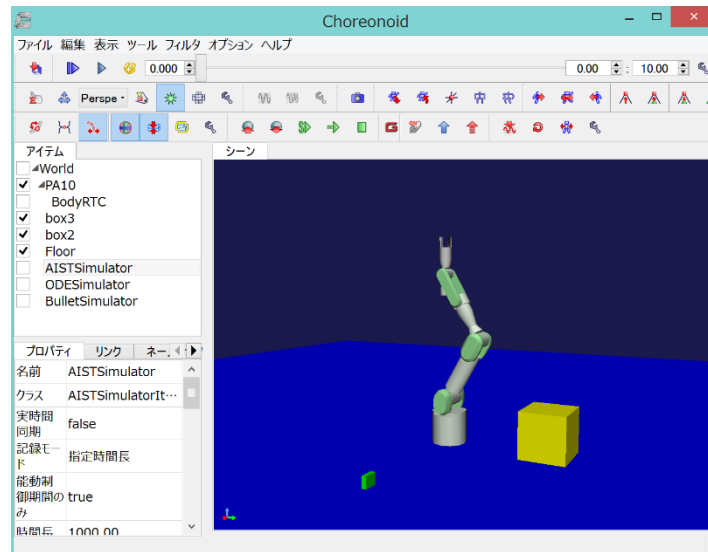 Choreonoid
ファイル 編集 表示 ツール フィルタ オプション ヘルプ
0.000 0.00 : 10.00
Perspe
アイテム シーン
World
PA10
BodyRTC
box3
box2
Floor
AISTSimulator
ODESimulator
BulletSimulator
プロパティ リンク ネー
名前 AISTSimulator
クラス AISTSimulatorIt…
実時間
同期 false
記録モー
ド 指定時間長
能動制
御期間の
み true
時間長 1000.00